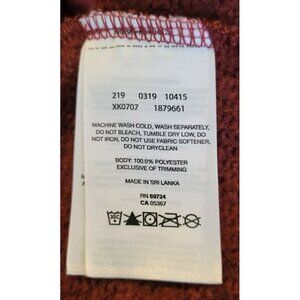 219 0319 10415
XK0707 1879661
MACHINE WASH COLD, WASH SEPARATELY,
DO NOT BLEACH, TUMBLE DRY LOW, DO
NOT IRON, DO NOT USE FABRIC SOFTENER,
DO NOT DRYCLEAN
BODY: 100.0% POLYESTER
EXCLUSIVE OF TRIMMING
MADE IN SRI LANKA
RN 69724
CA 05367